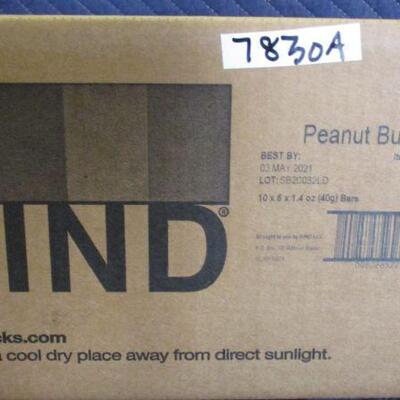 7830A
Peanut Bu
BEST BY:
03 MAY 2021
LOT: SB20032LD
10 x 6 x 1.4 oz (40g) Bars
IND®
cks.com
a cool dry place away from direct sunlight.